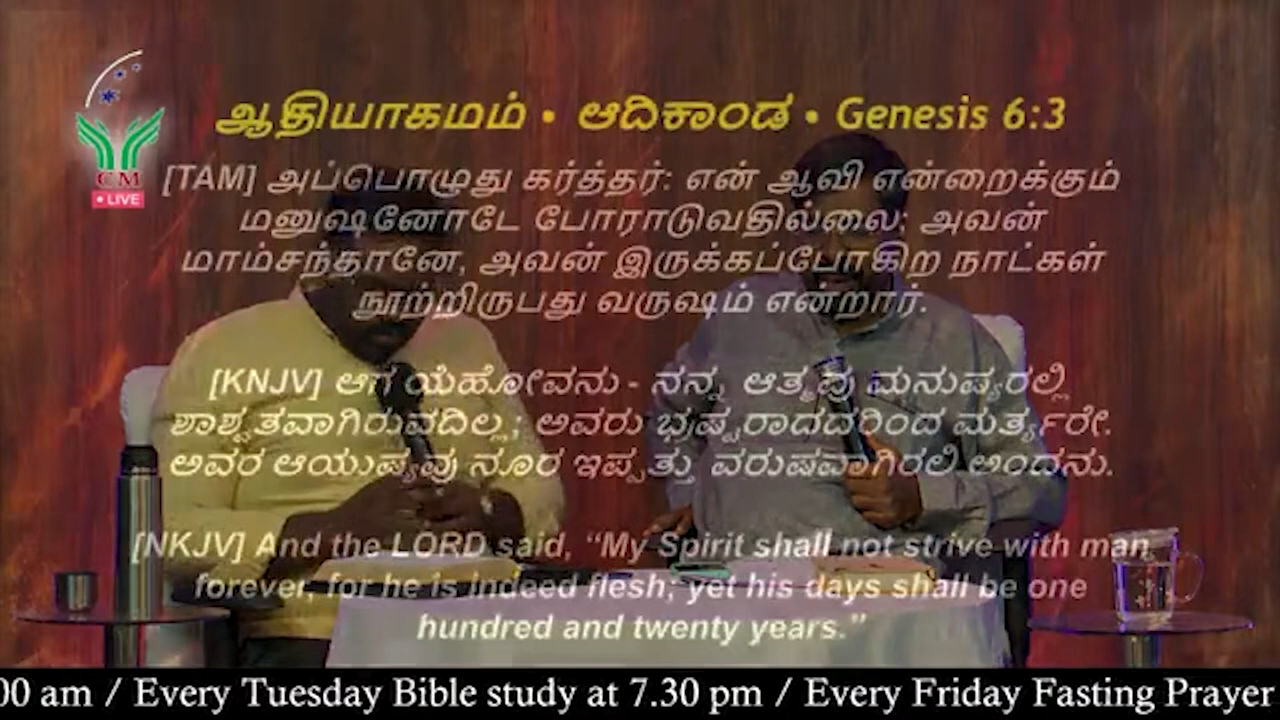 ஆதியாகமம் • ಆದಿಕಾಂಡ • Genesis 6:3
CM
• LIVE
[TAM] அப்பொழுது கர்த்தர்: என் ஆவி என்றைக்கும்
மனுஷனோடே போராடுவதில்லை; அவன்
மாம்சந்தானே, அவன் இருக்கப்போகிற நாட்கள்
நூற்றிருபது வருஷம் என்றார்.
[KNJV] ಆಗ ಯೆಹೋವನು - ನನ್ನ ಆತ್ಮವು ಮನುಷ್ಯರಲ್ಲಿ
ಶಾಶ್ವತವಾಗಿರುವದಿಲ್ಲ; ಅವರು ಭ್ರಷ್ಟರಾದದರಿಂದ ಮರ್ತ್ಯರೇ.
ಅವರ ಆಯುಷ್ಯವು ನೂರ ಇಪ್ಪತ್ತು ವರುಷವಾಗಿರಲಿ ಅಂದನು.
[NKJV] And the LORD said, “My Spirit shall not strive with man
forever, for he is indeed flesh; yet his days shall be one
hundred and twenty years.”
00 am / Every Tuesday Bible study at 7.30 pm / Every Friday Fasting Prayer